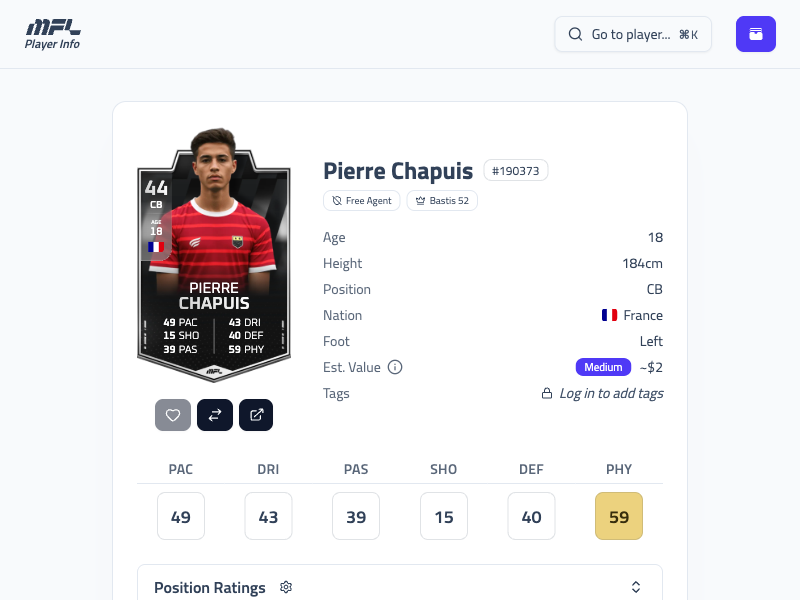 MFL
Player Info
Go to player... ⌘K
44
CB
AGE
18
PIERRE
CHAPUIS
49 PAC 43 DRI
15 SHO 40 DEF
39 PAS 59 PHY
MFL
Pierre Chapuis #190373
Free Agent Bastis 52
Age 18
Height 184cm
Position CB
Nation France
Foot Left
Est. Value Medium ~$2
Tags Log in to add tags
PAC DRI PAS SHO DEF PHY
49 43 39 15 40 59
Position Ratings